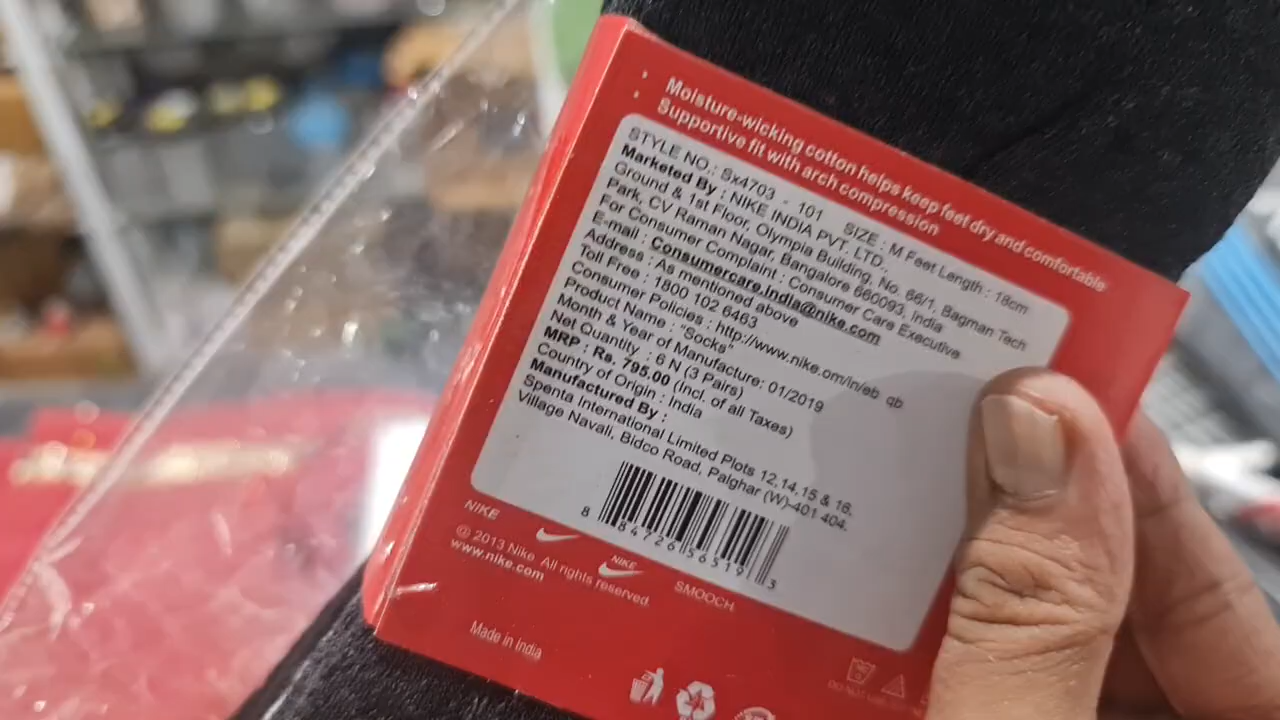 Moisture-wicking cotton helps keep feet dry and comfortable
Supportive fit with arch compression
STYLE NO.: Sx4703 - 101 SIZE : M Feet Length : 18cm
Marketed By : NIKE INDIA PVT. LTD.,
Ground & 1st Floor, Olympia Building, No. 66/1, Bagman Tech
Park, CV Raman Nagar, Bangalore 560093, India
For Consumer Complaint : Consumer Care Executive
E-mail : Consumercare.india@nike.com
Address : As mentioned above
Toll Free : 1800 102 6463
Consumer Policies : http://www.nike.om/in/eb_qb
Product Name : "Socks"
Month & Year of Manufacture: 01/2019
Net Quantity : 6 N (3 Pairs)
MRP : Rs. 795.00 (Incl. of all Taxes)
Country of Origin : India
Manufactured By :
Spenta International Limited Plots 12,14,15 & 16.
Village Navali, Bidco Road, Palghar (W)-401 404.
8 84726 56519 3
NIKE
NIKE
SMOOCH
© 2013 Nike All rights reserved.
www.nike.com
Made in India